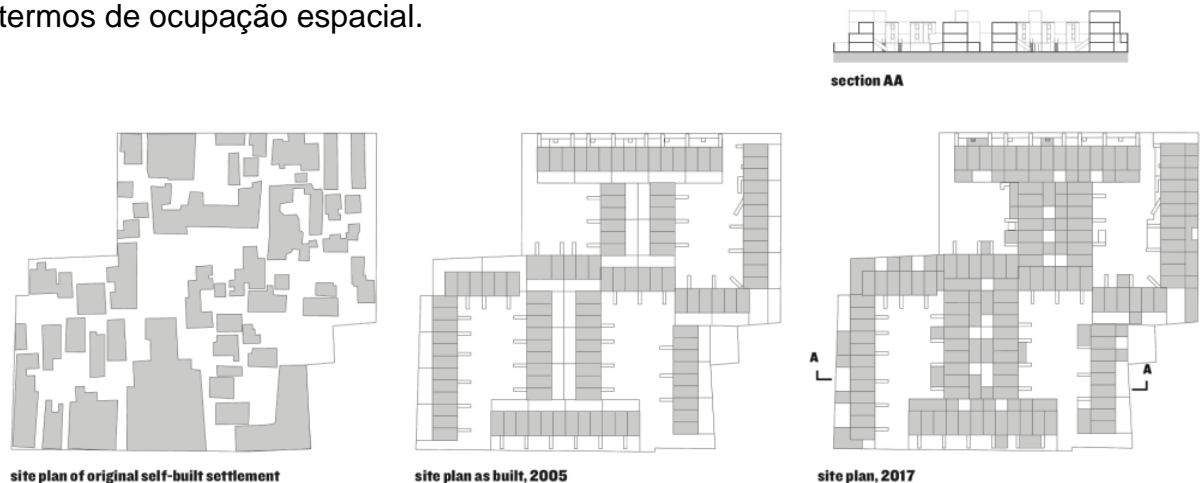 termos de ocupação espacial.
section AA
A
A
site plan of original self-built settlement
site plan as built, 2005
site plan, 2017